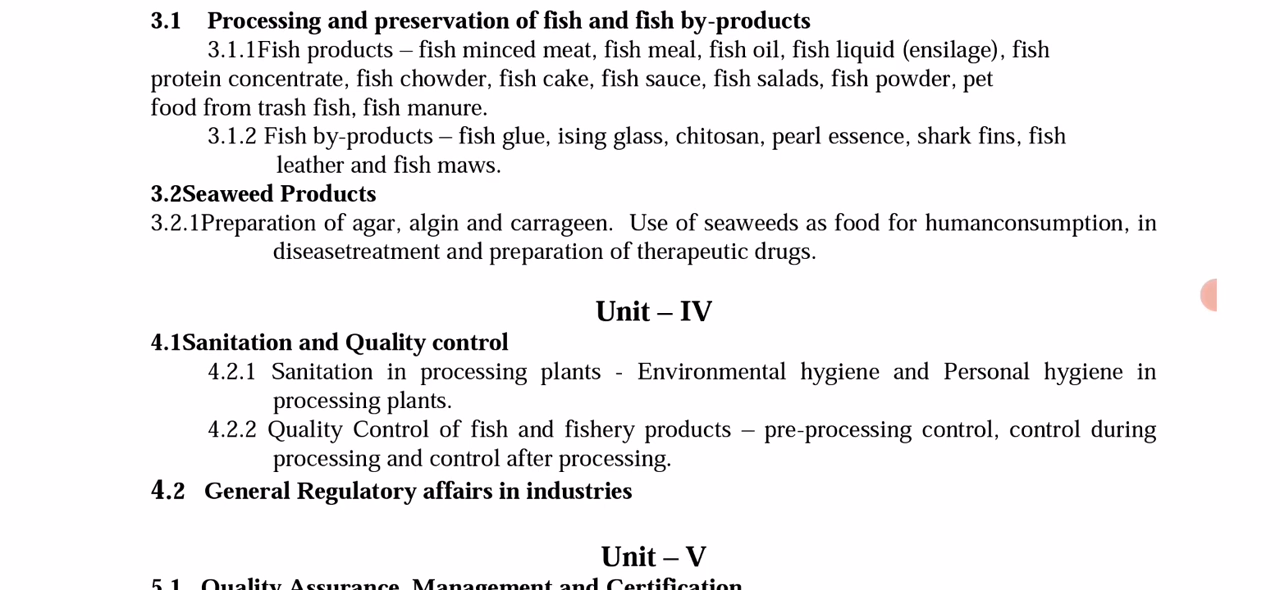 3.1 Processing and preservation of fish and fish by-products
3.1.1Fish products – fish minced meat, fish meal, fish oil, fish liquid (ensilage), fish
protein concentrate, fish chowder, fish cake, fish sauce, fish salads, fish powder, pet
food from trash fish, fish manure.
3.1.2 Fish by-products – fish glue, ising glass, chitosan, pearl essence, shark fins, fish
leather and fish maws.
3.2Seaweed Products
3.2.1Preparation of agar, algin and carrageen. Use of seaweeds as food for humanconsumption, in
diseasetreatment and preparation of therapeutic drugs.
Unit – IV
4.1Sanitation and Quality control
4.2.1 Sanitation in processing plants - Environmental hygiene and Personal hygiene in
processing plants.
4.2.2 Quality Control of fish and fishery products – pre-processing control, control during
processing and control after processing.
4.2 General Regulatory affairs in industries
Unit – V
5.1 Quality Assurance, Management and Certification